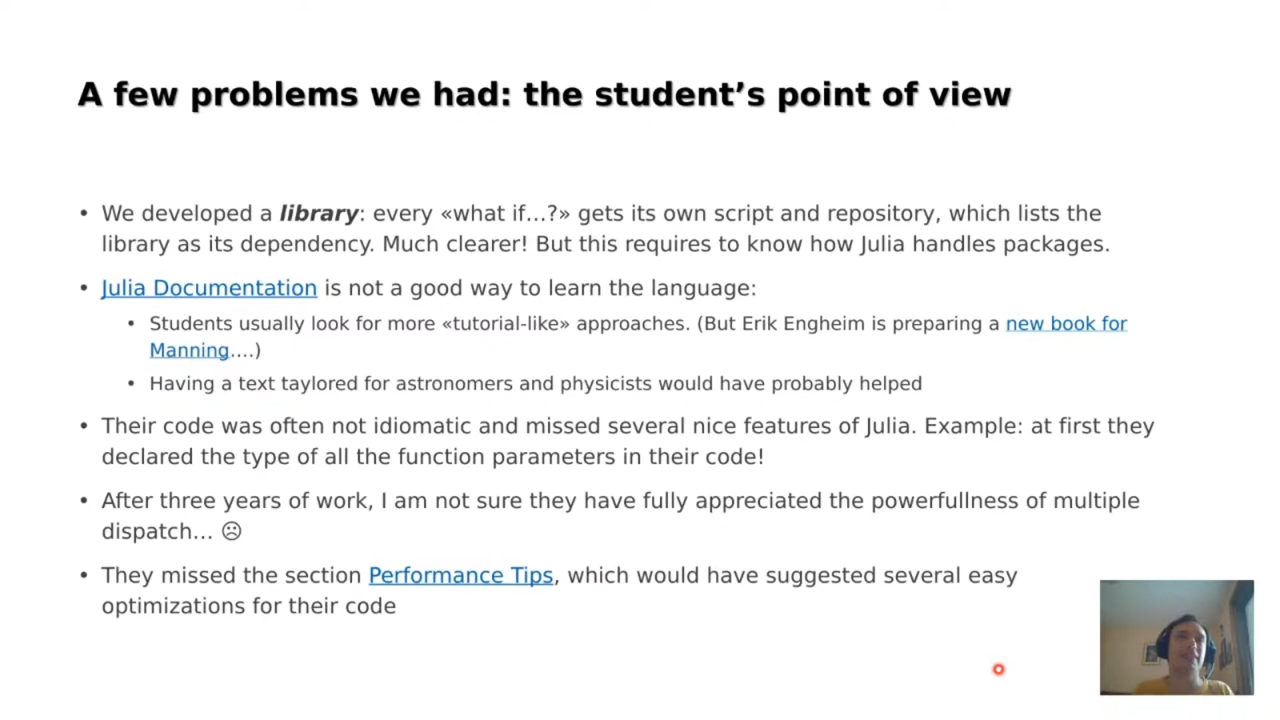 A few problems we had: the student’s point of view
• We developed a library: every «what if…?» gets its own script and repository, which lists the
library as its dependency. Much clearer! But this requires to know how Julia handles packages.
• Julia Documentation is not a good way to learn the language:
• Students usually look for more «tutorial-like» approaches. (But Erik Engheim is preparing a new book for
Manning….)
• Having a text taylored for astronomers and physicists would have probably helped
• Their code was often not idiomatic and missed several nice features of Julia. Example: at first they
declared the type of all the function parameters in their code!
• After three years of work, I am not sure they have fully appreciated the powerfullness of multiple
dispatch… ☹
• They missed the section Performance Tips, which would have suggested several easy
optimizations for their code